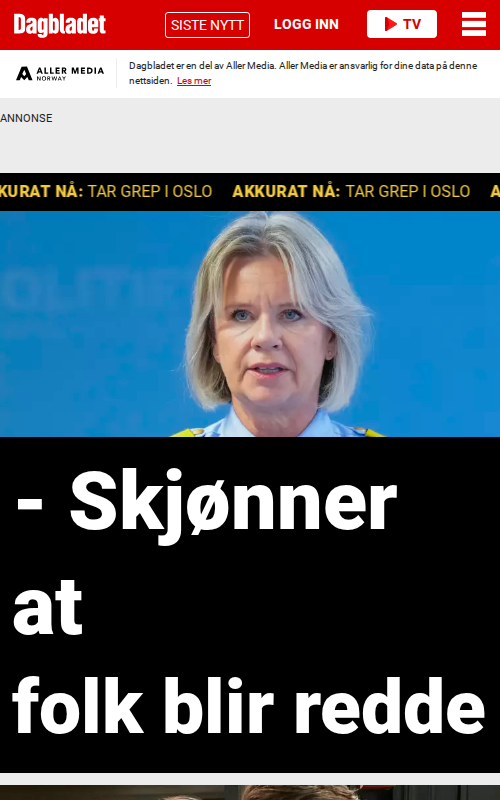 Dagbladet
SISTE NYTT
LOGG INN
TV
ALLER MEDIA
NORWAY
Dagbladet er en del av Aller Media. Aller Media er ansvarlig for dine data på denne
nettsiden. Les mer
ANNONSE
KURAT NÅ: TAR GREP I OSLO AKKURAT NÅ: TAR GREP I OSLO A
POLITIET
- Skjønner
at
folk blir redde